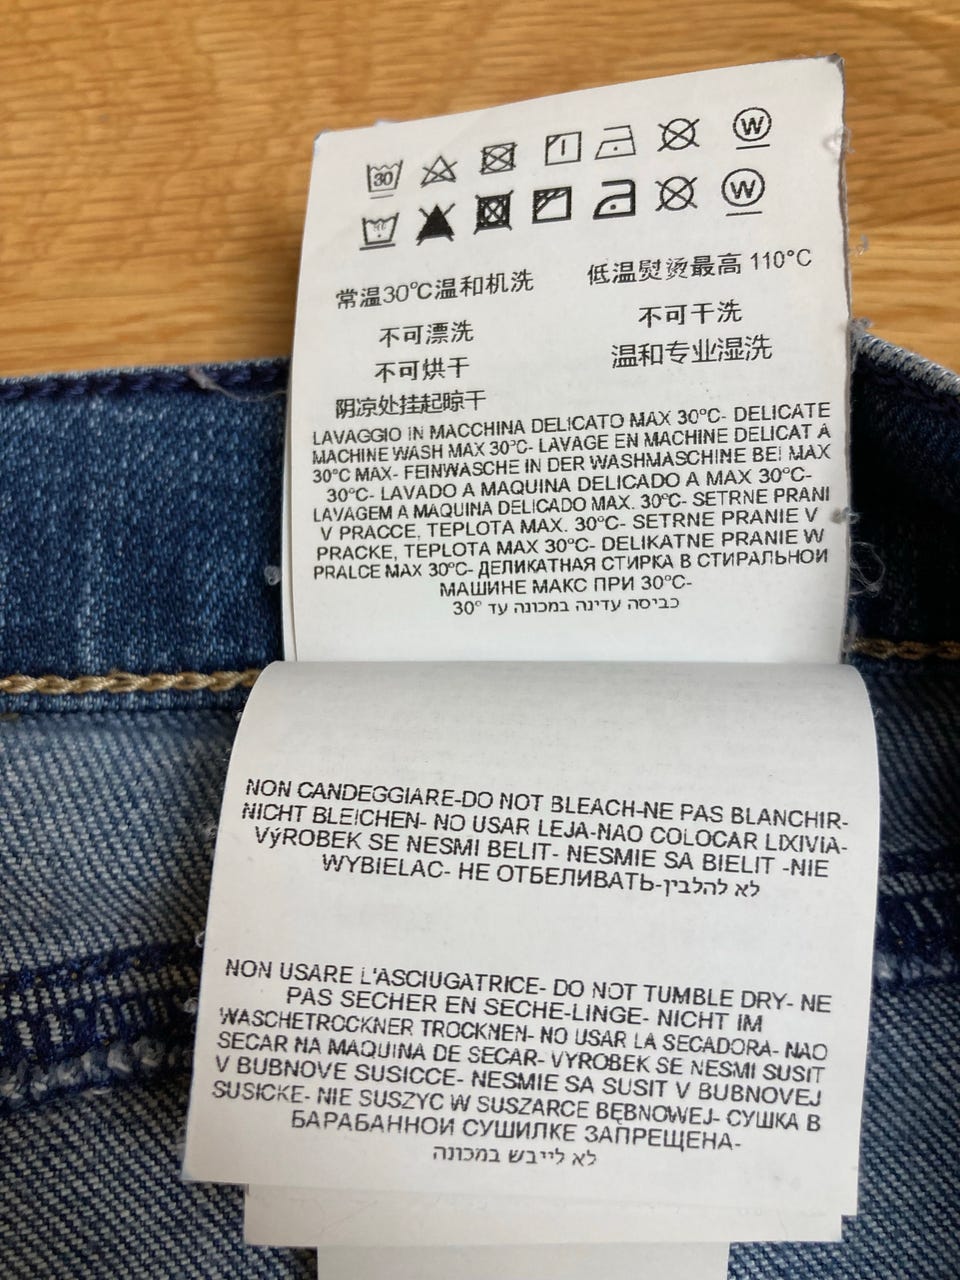 30 W
W
常温30°C温和机洗 低温熨烫最高 110°C
不可漂洗 不可干洗
不可烘干 温和专业湿洗
阴凉处挂起晾干
LAVAGGIO IN MACCHINA DELICATO MAX 30°C- DELICATE
MACHINE WASH MAX 30°C- LAVAGE EN MACHINE DELICAT À
30°C MAX- FEINWASCHE IN DER WASHMASCHINE BEI MAX
30°C- LAVADO A MAQUINA DELICADO A MAX 30°C-
LAVAGEM A MAQUINA DELICADO MAX. 30°C- SETRNE PRANI
V PRACCE, TEPLOTA MAX. 30°C- SETRNE PRANIE V
PRACKE, TEPLOTA MAX 30°C- DELIKATNE PRANIE W
PRALCE MAX 30°C- ДЕЛИКАТНАЯ СТИРКА В СТИРАЛЬНОЙ
МАШИНЕ МАКС ПРИ 30°C-
כביסה עדינה במכונה עד 30°
NON CANDEGGIARE-DO NOT BLEACH-NE PAS BLANCHIR-
NICHT BLEICHEN- NO USAR LEJA-NAO COLOCAR LIXIVIA-
VýROBEK SE NESMI BELIT- NESMIE SA BIELIT -NIE
WYBIELAC- НЕ ОТБЕЛИВАТЬ-לא להלבין
NON USARE L'ASCIUGATRICE- DO NOT TUMBLE DRY- NE
PAS SECHER EN SECHE-LINGE- NICHT IM
WASCHETROCKNER TROCKNEN- NO USAR LA SECADORA- NAO
SECAR NA MAQUINA DE SECAR- VYROBEK SE NESMI SUSIT
V BUBNOVE SUSICCE- NESMIE SA SUSIT V BUBNOVEJ
SUSICKE- NIE SUSZYC W SUSZARCE BĘBNOWEJ- СУШКА В
БАРАБАННОЙ СУШИЛКЕ ЗАПРЕЩЕНА-
לא לייבש במכונה